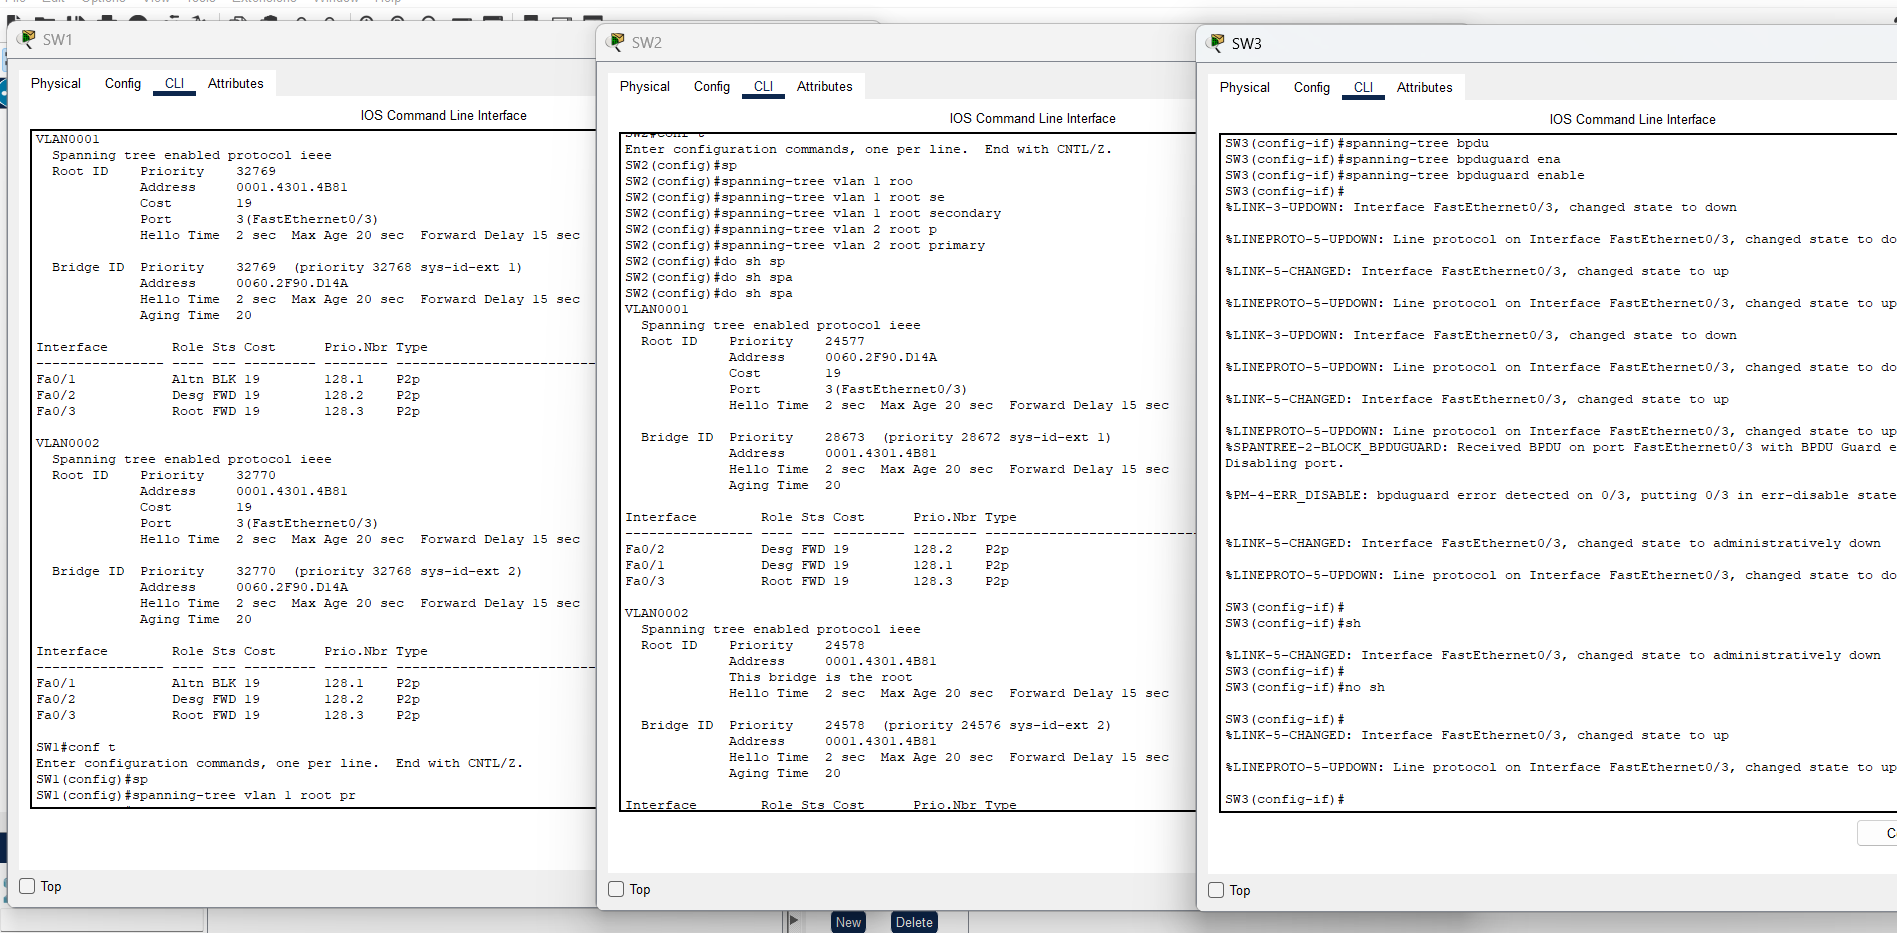 SW1
Physical Config CLI Attributes
IOS Command Line Interface
VLAN0001
Spanning tree enabled protocol ieee
Root ID Priority 32769
Address 0001.4301.4B81
Cost 19
Port 3(FastEthernet0/3)
Hello Time 2 sec Max Age 20 sec Forward Delay 15 sec
Bridge ID Priority 32769 (priority 32768 sys-id-ext 1)
Address 0060.2F90.D14A
Hello Time 2 sec Max Age 20 sec Forward Delay 15 sec
Aging Time 20
Interface Role Sts Cost Prio.Nbr Type
---------------- ---- --- --------- -------- --------------------------
Fa0/1 Altn BLK 19 128.1 P2p
Fa0/2 Desg FWD 19 128.2 P2p
Fa0/3 Root FWD 19 128.3 P2p
VLAN0002
Spanning tree enabled protocol ieee
Root ID Priority 32770
Address 0001.4301.4B81
Cost 19
Port 3(FastEthernet0/3)
Hello Time 2 sec Max Age 20 sec Forward Delay 15 sec
Bridge ID Priority 32770 (priority 32768 sys-id-ext 2)
Address 0060.2F90.D14A
Hello Time 2 sec Max Age 20 sec Forward Delay 15 sec
Aging Time 20
Interface Role Sts Cost Prio.Nbr Type
---------------- ---- --- --------- -------- --------------------------
Fa0/1 Altn BLK 19 128.1 P2p
Fa0/2 Desg FWD 19 128.2 P2p
Fa0/3 Root FWD 19 128.3 P2p
SW1#conf t
Enter configuration commands, one per line. End with CNTL/Z.
SW1(config)#sp
SW1(config)#spanning-tree vlan 1 root pr
Top
SW2
Physical Config CLI Attributes
IOS Command Line Interface
SW2#conf t
Enter configuration commands, one per line. End with CNTL/Z.
SW2(config)#sp
SW2(config)#spanning-tree vlan 1 roo
SW2(config)#spanning-tree vlan 1 root se
SW2(config)#spanning-tree vlan 1 root secondary
SW2(config)#spanning-tree vlan 2 root p
SW2(config)#spanning-tree vlan 2 root primary
SW2(config)#do sh sp
SW2(config)#do sh spa
SW2(config)#do sh spa
VLAN0001
Spanning tree enabled protocol ieee
Root ID Priority 24577
Address 0060.2F90.D14A
Cost 19
Port 3(FastEthernet0/3)
Hello Time 2 sec Max Age 20 sec Forward Delay 15 sec
Bridge ID Priority 28673 (priority 28672 sys-id-ext 1)
Address 0001.4301.4B81
Hello Time 2 sec Max Age 20 sec Forward Delay 15 sec
Aging Time 20
Interface Role Sts Cost Prio.Nbr Type
---------------- ---- --- --------- -------- --------------------------
Fa0/2 Desg FWD 19 128.2 P2p
Fa0/1 Desg FWD 19 128.1 P2p
Fa0/3 Root FWD 19 128.3 P2p
VLAN0002
Spanning tree enabled protocol ieee
Root ID Priority 24578
Address 0001.4301.4B81
This bridge is the root
Hello Time 2 sec Max Age 20 sec Forward Delay 15 sec
Bridge ID Priority 24578 (priority 24576 sys-id-ext 2)
Address 0001.4301.4B81
Hello Time 2 sec Max Age 20 sec Forward Delay 15 sec
Aging Time 20
Interface Role Sts Cost Prio.Nbr Type
Top
SW3
Physical Config CLI Attributes
IOS Command Line Interface
SW3(config-if)#spanning-tree bpdu
SW3(config-if)#spanning-tree bpduguard ena
SW3(config-if)#spanning-tree bpduguard enable
SW3(config-if)#
%LINK-3-UPDOWN: Interface FastEthernet0/3, changed state to down
%LINEPROTO-5-UPDOWN: Line protocol on Interface FastEthernet0/3, changed state to do
%LINK-5-CHANGED: Interface FastEthernet0/3, changed state to up
%LINEPROTO-5-UPDOWN: Line protocol on Interface FastEthernet0/3, changed state to up
%LINK-3-UPDOWN: Interface FastEthernet0/3, changed state to down
%LINEPROTO-5-UPDOWN: Line protocol on Interface FastEthernet0/3, changed state to do
%LINK-5-CHANGED: Interface FastEthernet0/3, changed state to up
%LINEPROTO-5-UPDOWN: Line protocol on Interface FastEthernet0/3, changed state to up
%SPANTREE-2-BLOCK_BPDUGUARD: Received BPDU on port FastEthernet0/3 with BPDU Guard e
Disabling port.
%PM-4-ERR_DISABLE: bpduguard error detected on 0/3, putting 0/3 in err-disable state
%LINK-5-CHANGED: Interface FastEthernet0/3, changed state to administratively down
%LINEPROTO-5-UPDOWN: Line protocol on Interface FastEthernet0/3, changed state to do
SW3(config-if)#
SW3(config-if)#sh
%LINK-5-CHANGED: Interface FastEthernet0/3, changed state to administratively down
SW3(config-if)#
SW3(config-if)#no sh
SW3(config-if)#
%LINK-5-CHANGED: Interface FastEthernet0/3, changed state to up
%LINEPROTO-5-UPDOWN: Line protocol on Interface FastEthernet0/3, changed state to up
SW3(config-if)#
Top
New Delete